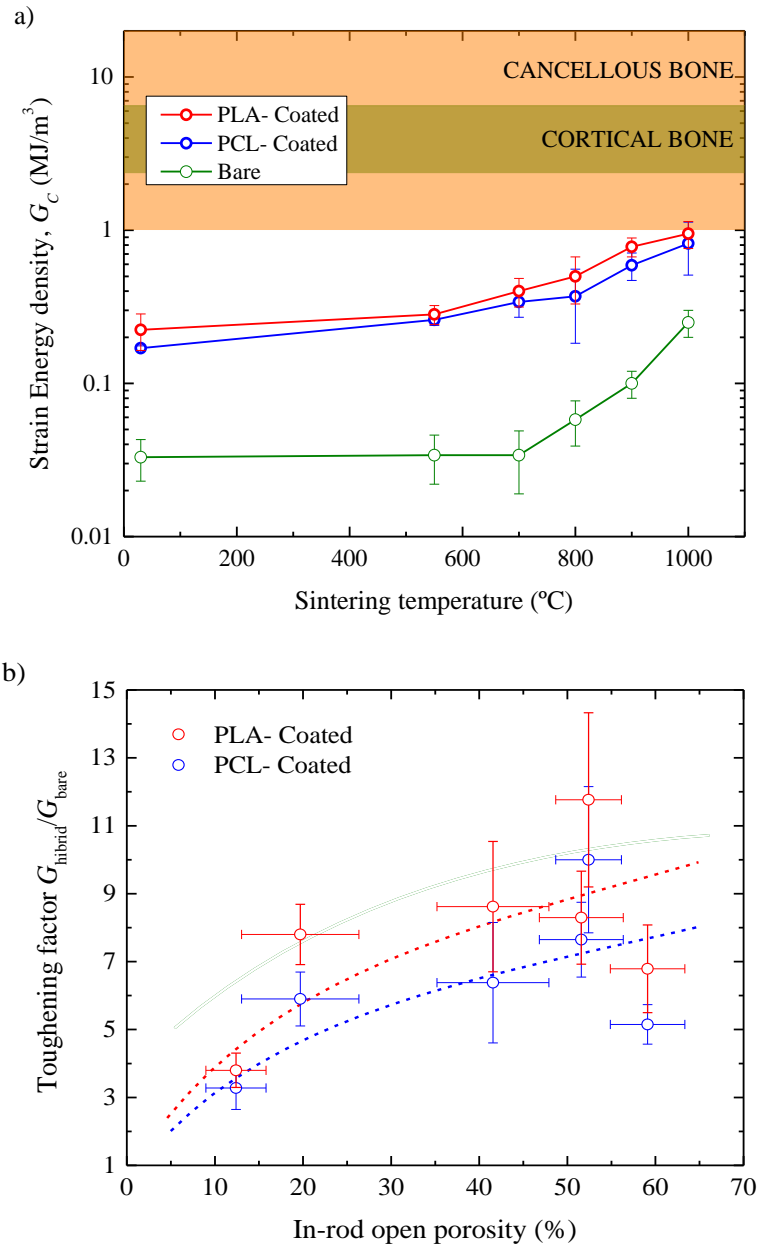 a)
10
1
0.1
0.01
Strain Energy density, G_C (MJ/m³)
CANCELLOUS BONE
CORTICAL BONE
PLA- Coated
PCL- Coated
Bare
0 200 400 600 800 1000
Sintering temperature (ºC)
b)
15
13
11
9
7
5
3
1
Toughening factor G_hibrid/G_bare
PLA- Coated
PCL- Coated
0 10 20 30 40 50 60 70
In-rod open porosity (%)